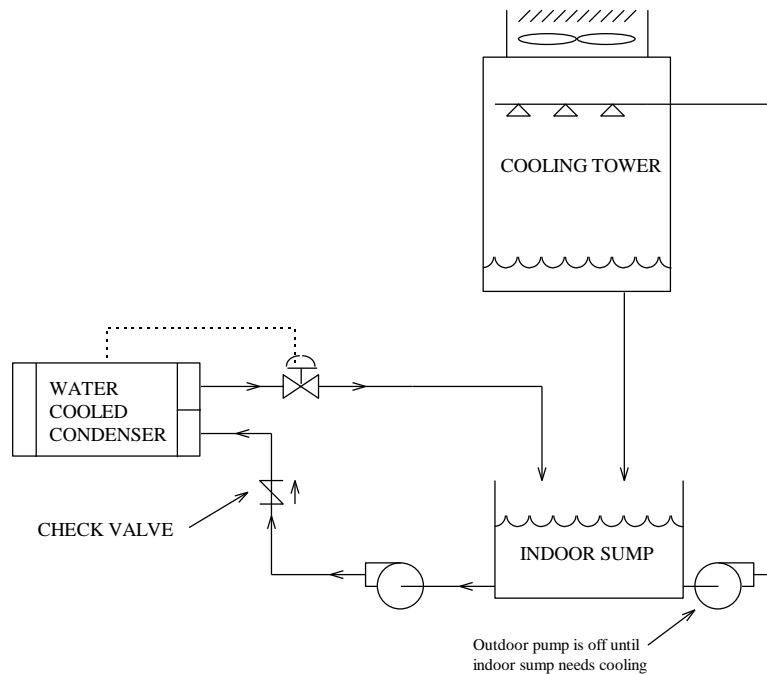 COOLING TOWER
WATER
COOLED
CONDENSER
CHECK VALVE
INDOOR SUMP
Outdoor pump is off until
indoor sump needs cooling